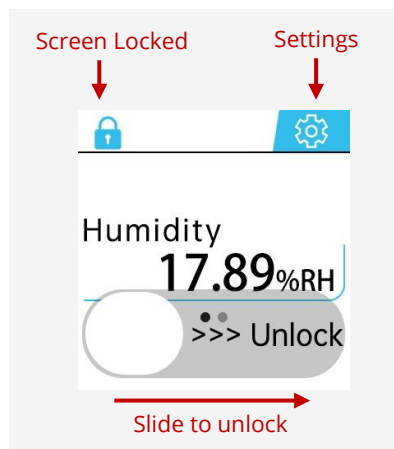 Screen Locked
Settings
Humidity
17.89%RH
>>> Unlock
Slide to unlock